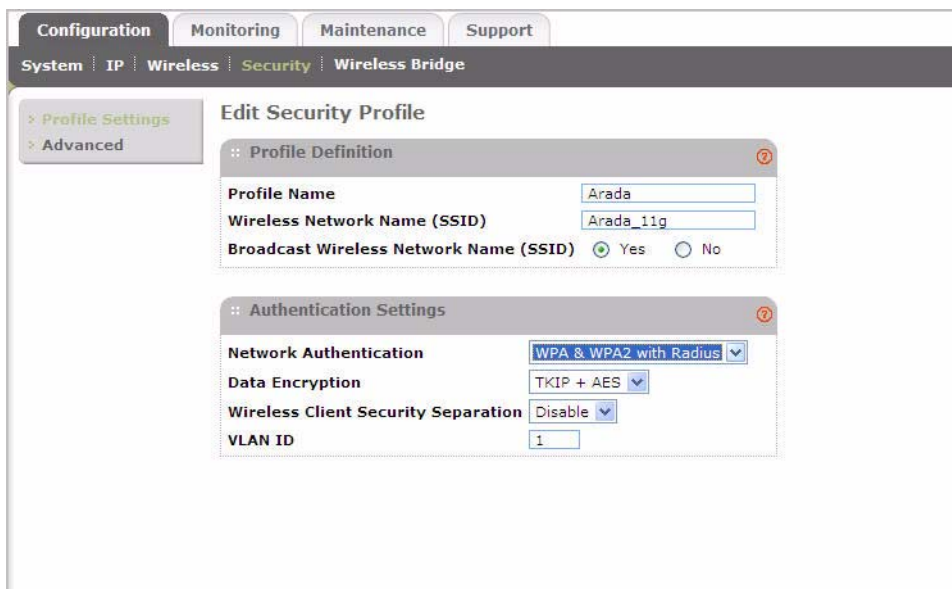 Configuration Monitoring Maintenance Support
System IP Wireless Security Wireless Bridge
Profile Settings
Advanced
Edit Security Profile
Profile Definition
Profile Name Arada
Wireless Network Name (SSID) Arada_11g
Broadcast Wireless Network Name (SSID) Yes No
Authentication Settings
Network Authentication WPA & WPA2 with Radius
Data Encryption TKIP + AES
Wireless Client Security Separation Disable
VLAN ID 1